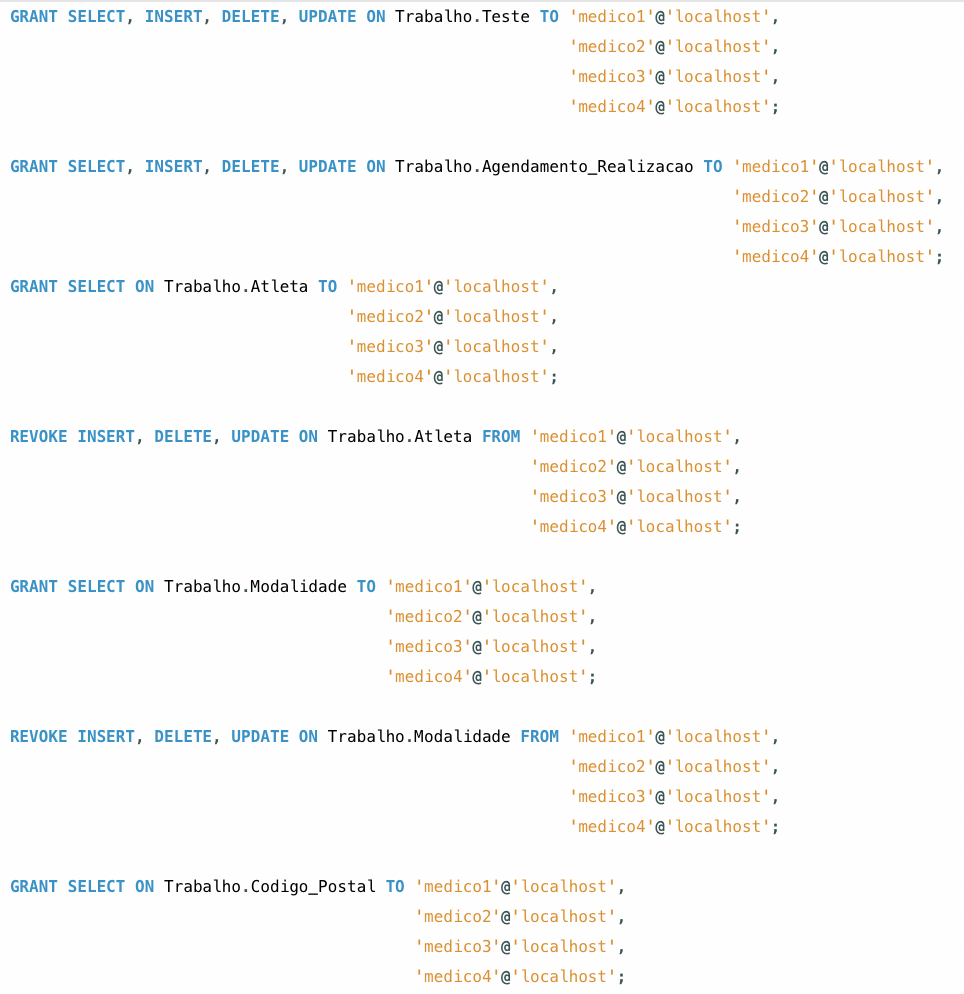 GRANT SELECT, INSERT, DELETE, UPDATE ON Trabalho.Teste TO 'medico1'@'localhost',
'medico2'@'localhost',
'medico3'@'localhost',
'medico4'@'localhost';
GRANT SELECT, INSERT, DELETE, UPDATE ON Trabalho.Agendamento_Realizacao TO 'medico1'@'localhost',
'medico2'@'localhost',
'medico3'@'localhost',
'medico4'@'localhost';
GRANT SELECT ON Trabalho.Atleta TO 'medico1'@'localhost',
'medico2'@'localhost',
'medico3'@'localhost',
'medico4'@'localhost';
REVOKE INSERT, DELETE, UPDATE ON Trabalho.Atleta FROM 'medico1'@'localhost',
'medico2'@'localhost',
'medico3'@'localhost',
'medico4'@'localhost';
GRANT SELECT ON Trabalho.Modalidade TO 'medico1'@'localhost',
'medico2'@'localhost',
'medico3'@'localhost',
'medico4'@'localhost';
REVOKE INSERT, DELETE, UPDATE ON Trabalho.Modalidade FROM 'medico1'@'localhost',
'medico2'@'localhost',
'medico3'@'localhost',
'medico4'@'localhost';
GRANT SELECT ON Trabalho.Codigo_Postal TO 'medico1'@'localhost',
'medico2'@'localhost',
'medico3'@'localhost',
'medico4'@'localhost';